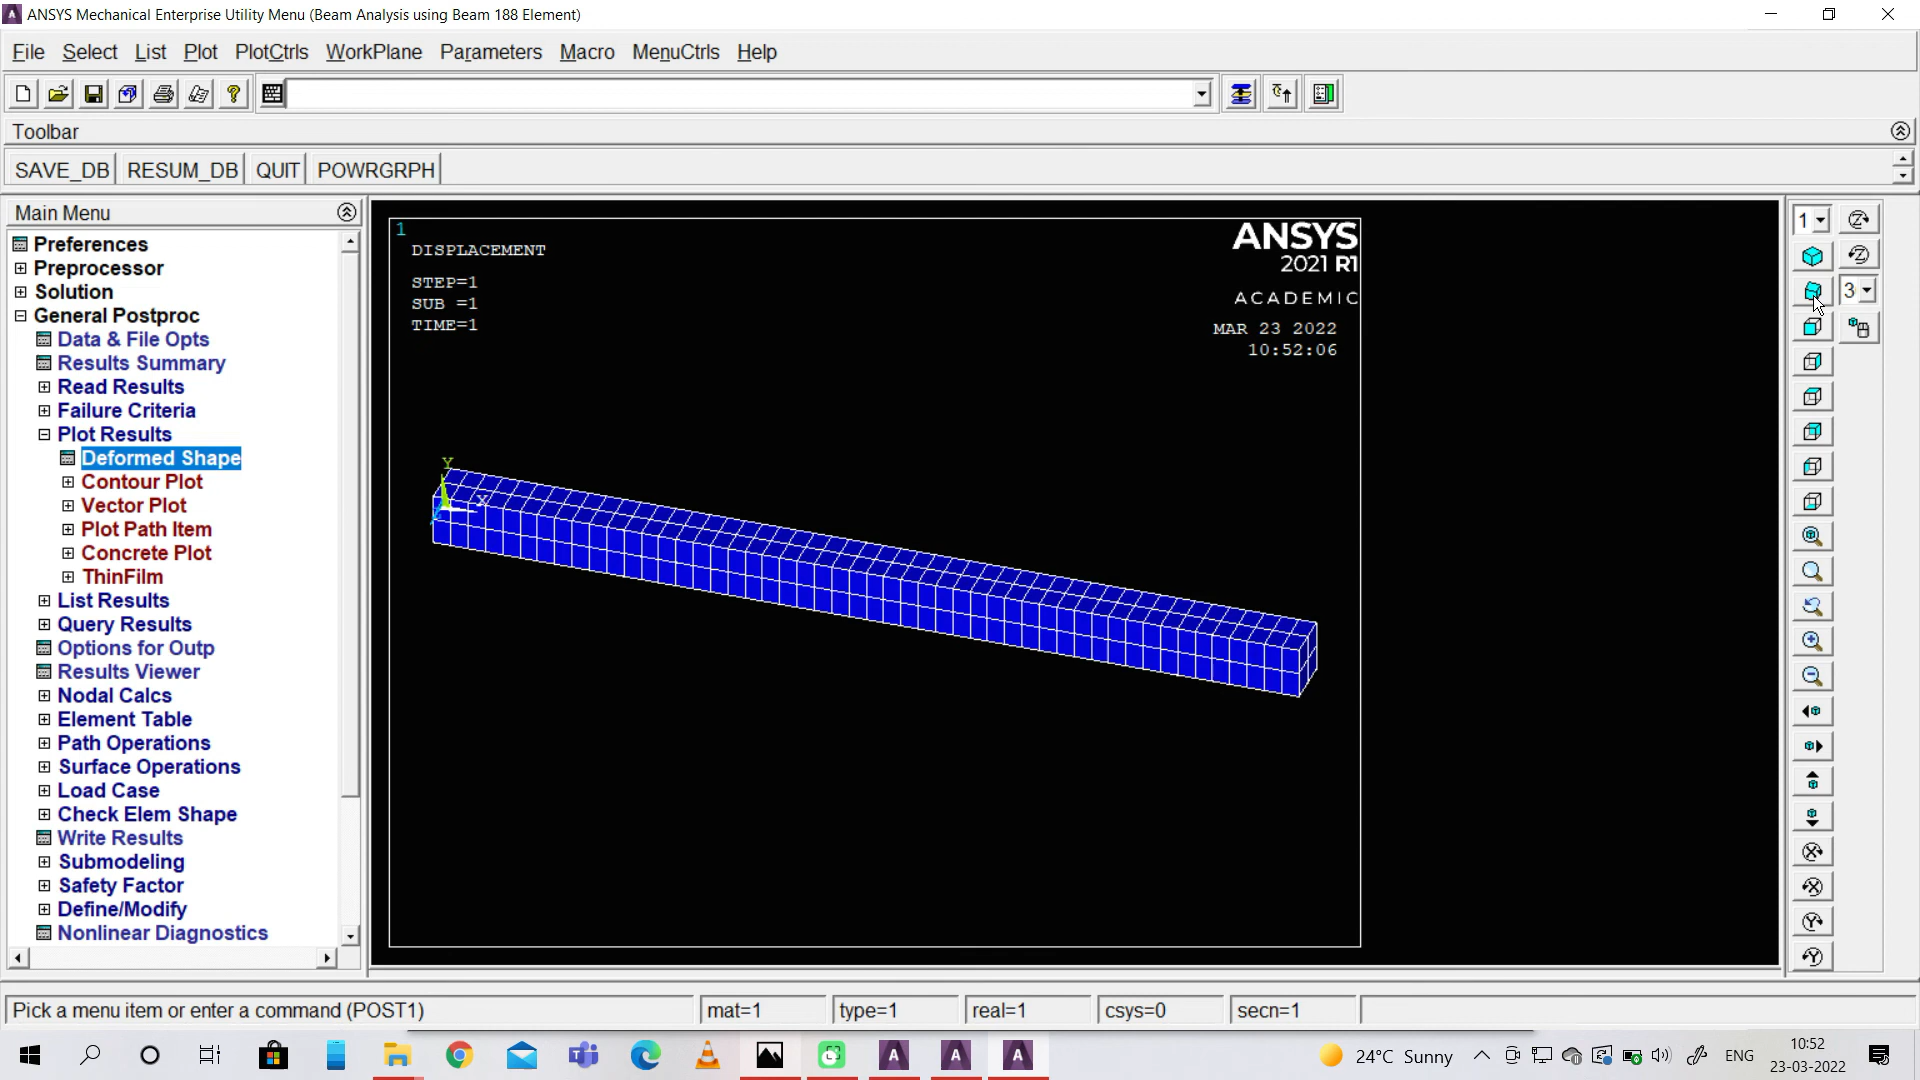 ANSYS Mechanical Enterprise Utility Menu (Beam Analysis using Beam 188 Element)
File Select List Plot PlotCtrls WorkPlane Parameters Macro MenuCtrls Help
Toolbar
SAVE_DB RESUM_DB QUIT POWRGRPH
Main Menu
Preferences
Preprocessor
Solution
General Postproc
Data & File Opts
Results Summary
Read Results
Failure Criteria
Plot Results
Deformed Shape
Contour Plot
Vector Plot
Plot Path Item
Concrete Plot
ThinFilm
List Results
Query Results
Options for Outp
Results Viewer
Nodal Calcs
Element Table
Path Operations
Surface Operations
Load Case
Check Elem Shape
Write Results
Submodeling
Safety Factor
Define/Modify
Nonlinear Diagnostics
1
DISPLACEMENT
STEP=1
SUB =1
TIME=1
ANSYS
2021 R1
ACADEMIC
MAR 23 2022
10:52:06
Y
X
1
3
Pick a menu item or enter a command (POST1) mat=1 type=1 real=1 csys=0 secn=1
24°C Sunny ENG
10:52
23-03-2022